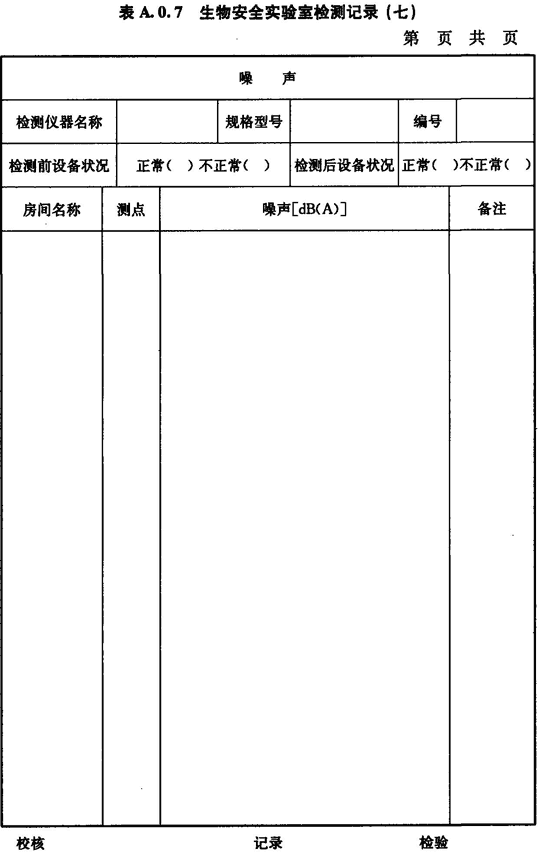 表 A.0.7 生物安全实验室检测记录(七)
第 页 共 页
噪 声
检测仪器名称 规格型号 编号
检测前设备状况 正常( )不正常( ) 检测后设备状况 正常( )不正常( )
房间名称 测点 噪声[dB(A)] 备注
校核 记录 检验